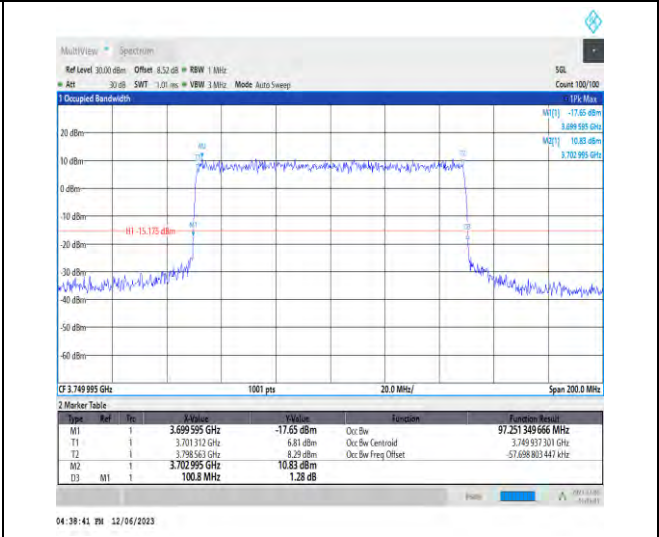 MultiView Spectrum
Ref Level 30.00 dBm Offset 8.52 dB RBW 1 MHz SGL
Att 30 dB SWT 1.01 ms VBW 3 MHz Mode Auto Sweep Count 100/100
1 Occupied Bandwidth 1Pk Max
M1[1] -17.65 dBm
3.699 595 GHz
M2[1] 10.83 dBm
3.702 995 GHz
20 dBm
M2
10 dBm
0 dBm
-10 dBm
M1
H1 -15.173 dBm
-20 dBm
-30 dBm
-40 dBm
-50 dBm
-60 dBm
CF 3.749 995 GHz 1001 pts 20.0 MHz/ Span 200.0 MHz
2 Marker Table
Type Ref Trc X-Value Y-Value Function Function Result
M1 1 3.699 595 GHz -17.65 dBm Occ Bw 97.251 349 666 MHz
T1 1 3.701 312 GHz 6.81 dBm Occ Bw Centroid 3.749 937 301 GHz
T2 1 3.798 563 GHz 8.29 dBm Occ Bw Freq Offset -57.698 803 447 kHz
M2 1 3.702 995 GHz 10.83 dBm
D3 M1 1 100.8 MHz 1.28 dB
04:38:41 PM 12/06/2023